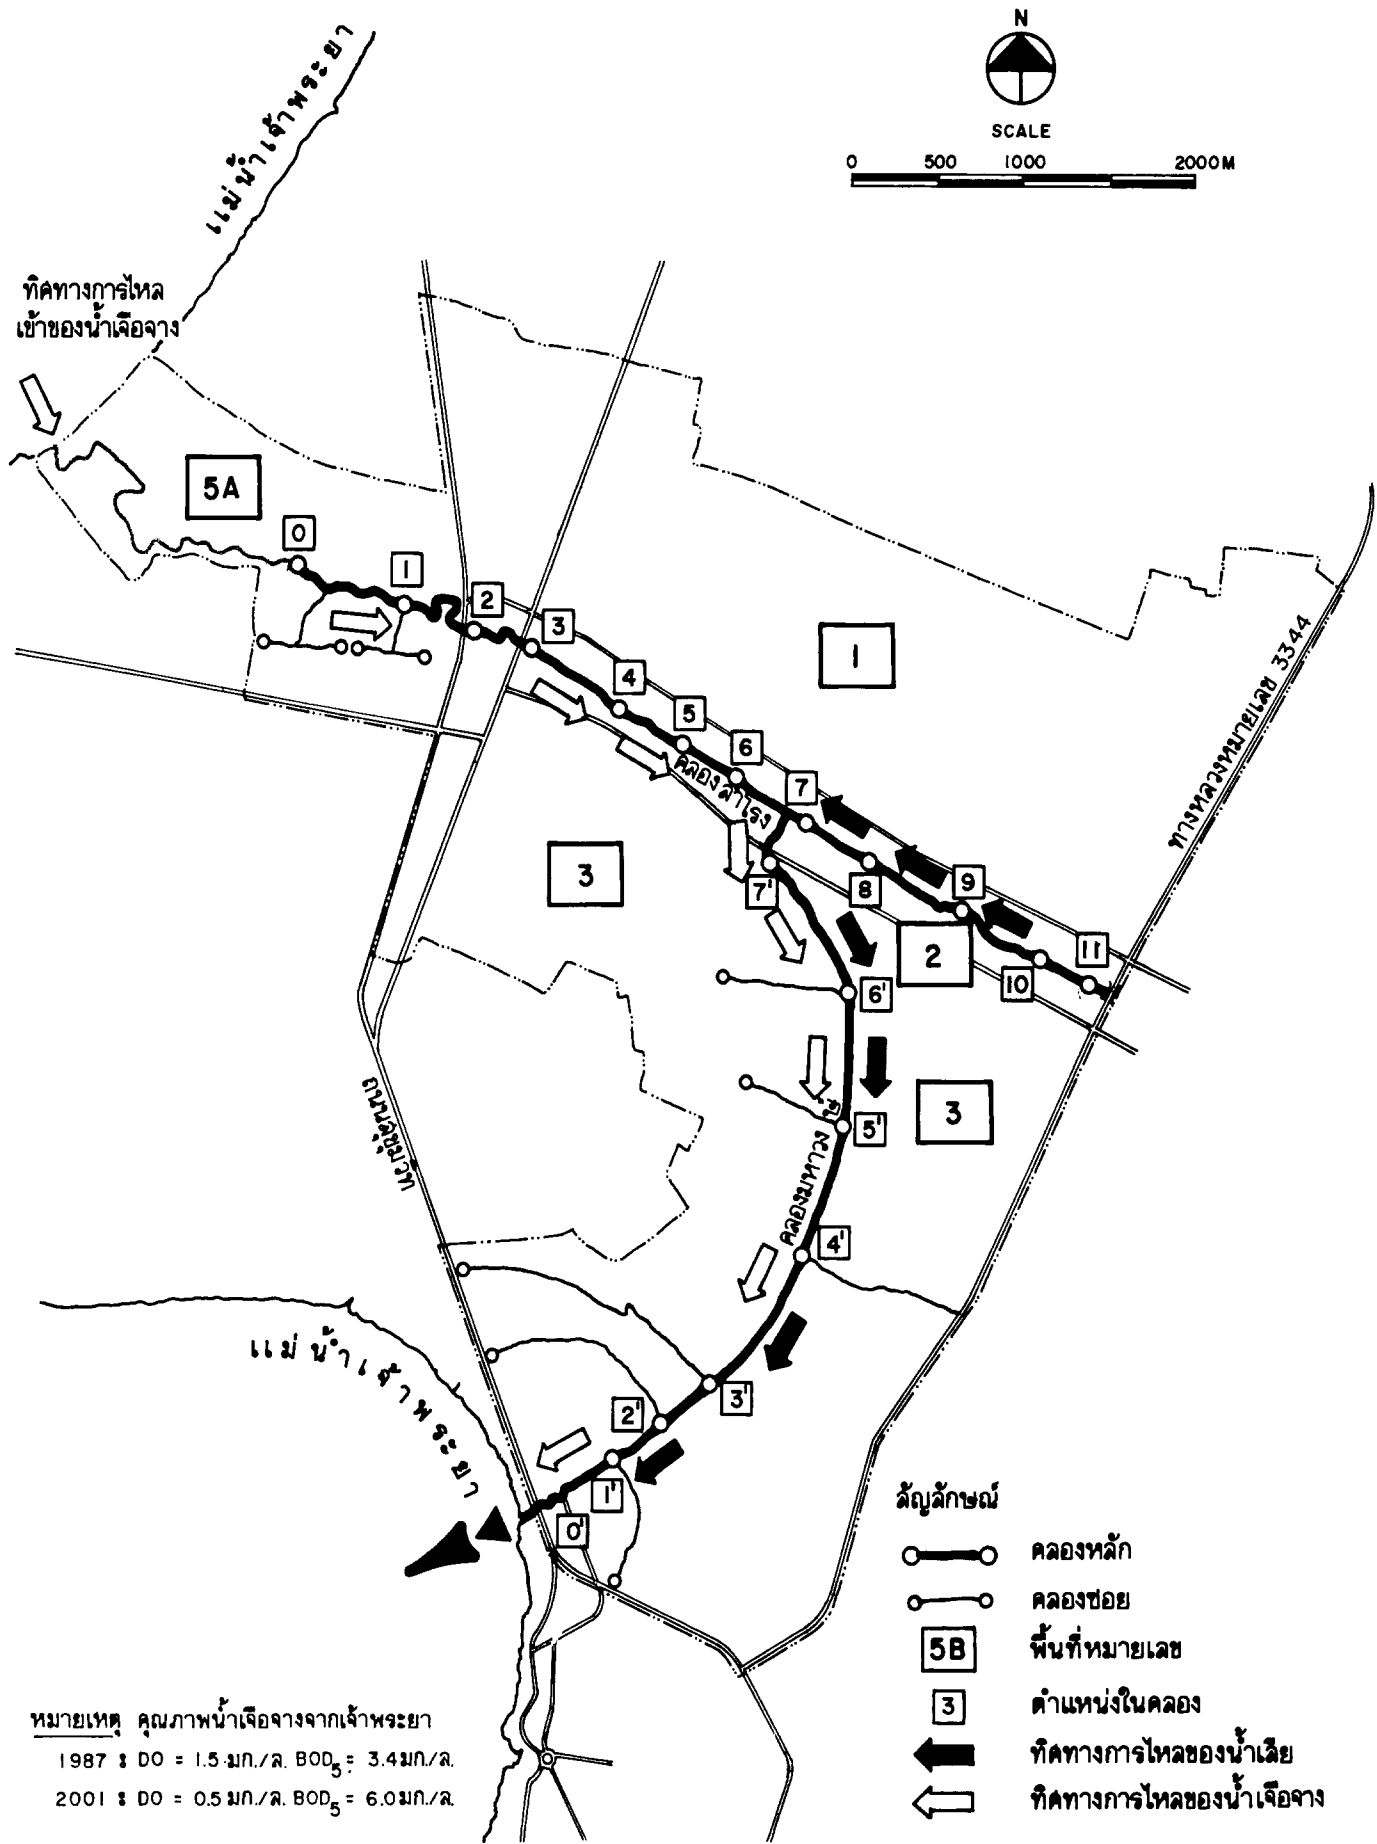 N
SCALE
0 500 1000 2000M
แม่น้ำเจ้าพระยา
ทิศทางการไหล
เข้าของน้ำเจือจาง
5A
0
1
2
3
4
5
6
7
คลองสำโรง
1
ทางหลวงหมายเลข 3344
3
7'
8
9
2
10
11
6'
5'
3
ถนนสุขุมวิท
คลองมหาวงษ์
4'
แม่น้ำเจ้าพระยา
3'
2'
1'
0'
สัญลักษณ์
คลองหลัก
คลองซอย
5B พื้นที่หมายเลข
3 ตำแหน่งในคลอง
ทิศทางการไหลของน้ำเสีย
ทิศทางการไหลของน้ำเจือจาง
หมายเหตุ คุณภาพน้ำเจือจางจากเจ้าพระยา
1987 : DO = 1.5 มก./ล. BOD₅ = 3.4 มก./ล.
2001 : DO = 0.5 มก./ล. BOD₅ = 6.0 มก./ล.